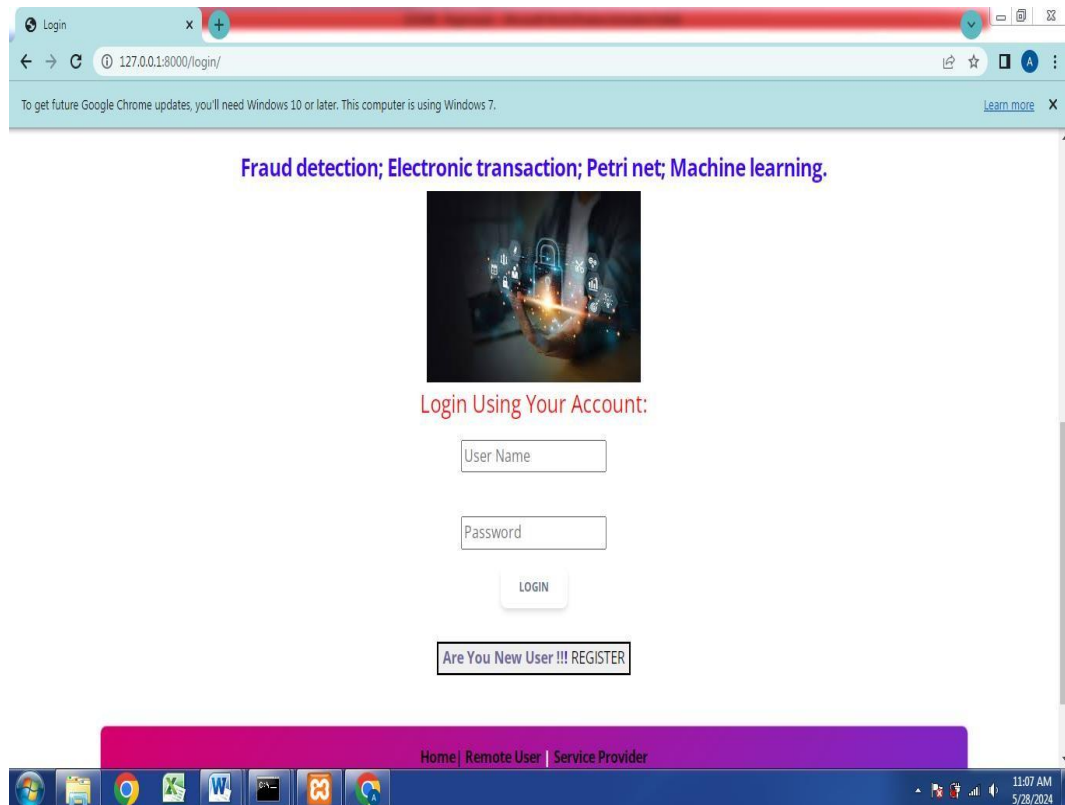 Login
127.0.0.1:8000/login/
A
To get future Google Chrome updates, you'll need Windows 10 or later. This computer is using Windows 7.
Learn more
Fraud detection; Electronic transaction; Petri net; Machine learning.
Login Using Your Account:
User Name
Password
LOGIN
Are You New User !!! REGISTER
Home| Remote User | Service Provider
11:07 AM
5/28/2024